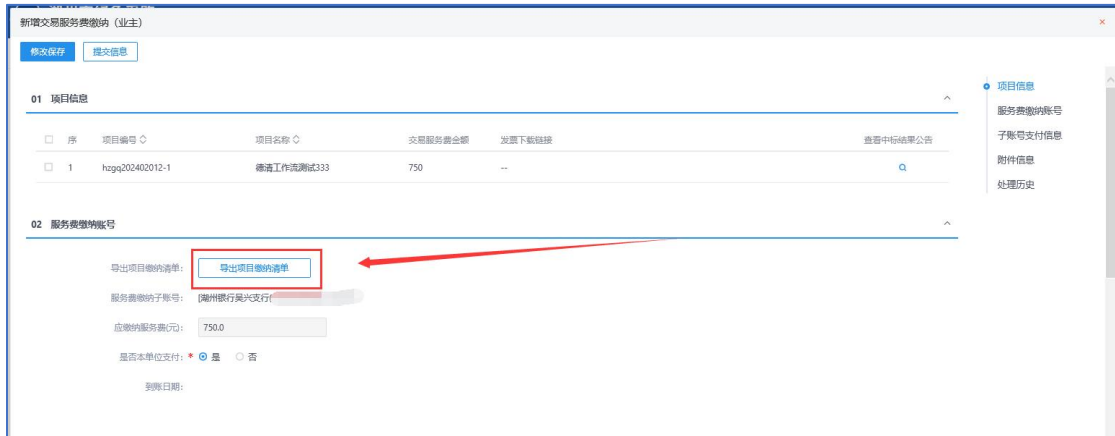 新增交易服务费缴纳（业主）
修改保存 提交信息
01 项目信息
序 项目编号 项目名称 交易服务费金额 发票下载链接 查看中标结果公告
1 hzgq202402012-1 德清工作流测试333 750 --
02 服务费缴纳账号
导出项目缴纳清单： 导出项目缴纳清单
服务费缴纳子账号： [湖州银行吴兴支行(
应缴纳服务费(元)： 750.0
是否本单位支付： * 是 否
到账日期：
项目信息
服务费缴纳账号
子账号支付信息
附件信息
处理历史